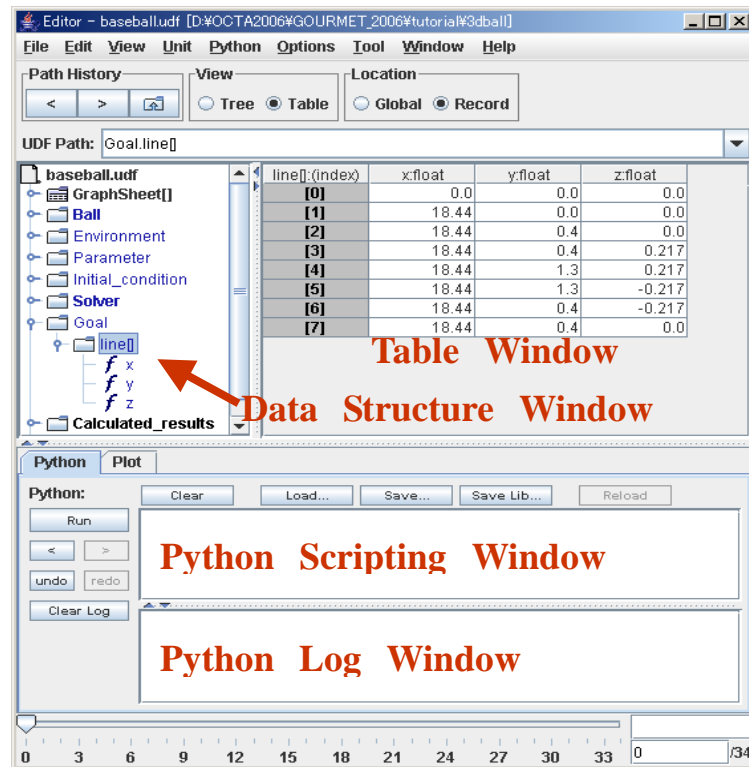 Editor - baseball.udf [D:¥OCTA2006¥GOURMET_2006¥tutorial¥3dball]
File Edit View Unit Python Options Tool Window Help
Path History View Location
< > Tree Table Global Record
UDF Path: Goal.line[]
baseball.udf
GraphSheet[]
Ball
Environment
Parameter
Initial_condition
Solver
Goal
line[]
f x
f y
f z
Calculated_results
line[]:(index) x:float y:float z:float
[0] 0.0 0.0 0.0
[1] 18.44 0.0 0.0
[2] 18.44 0.4 0.0
[3] 18.44 0.4 0.217
[4] 18.44 1.3 0.217
[5] 18.44 1.3 -0.217
[6] 18.44 0.4 -0.217
[7] 18.44 0.4 0.0
Table Window
Data Structure Window
Python Plot
Python: Clear Load... Save... Save Lib... Reload
Run
< >
undo redo
Clear Log
Python Scripting Window
Python Log Window
0 3 6 9 12 15 18 21 24 27 30 33 0 /34